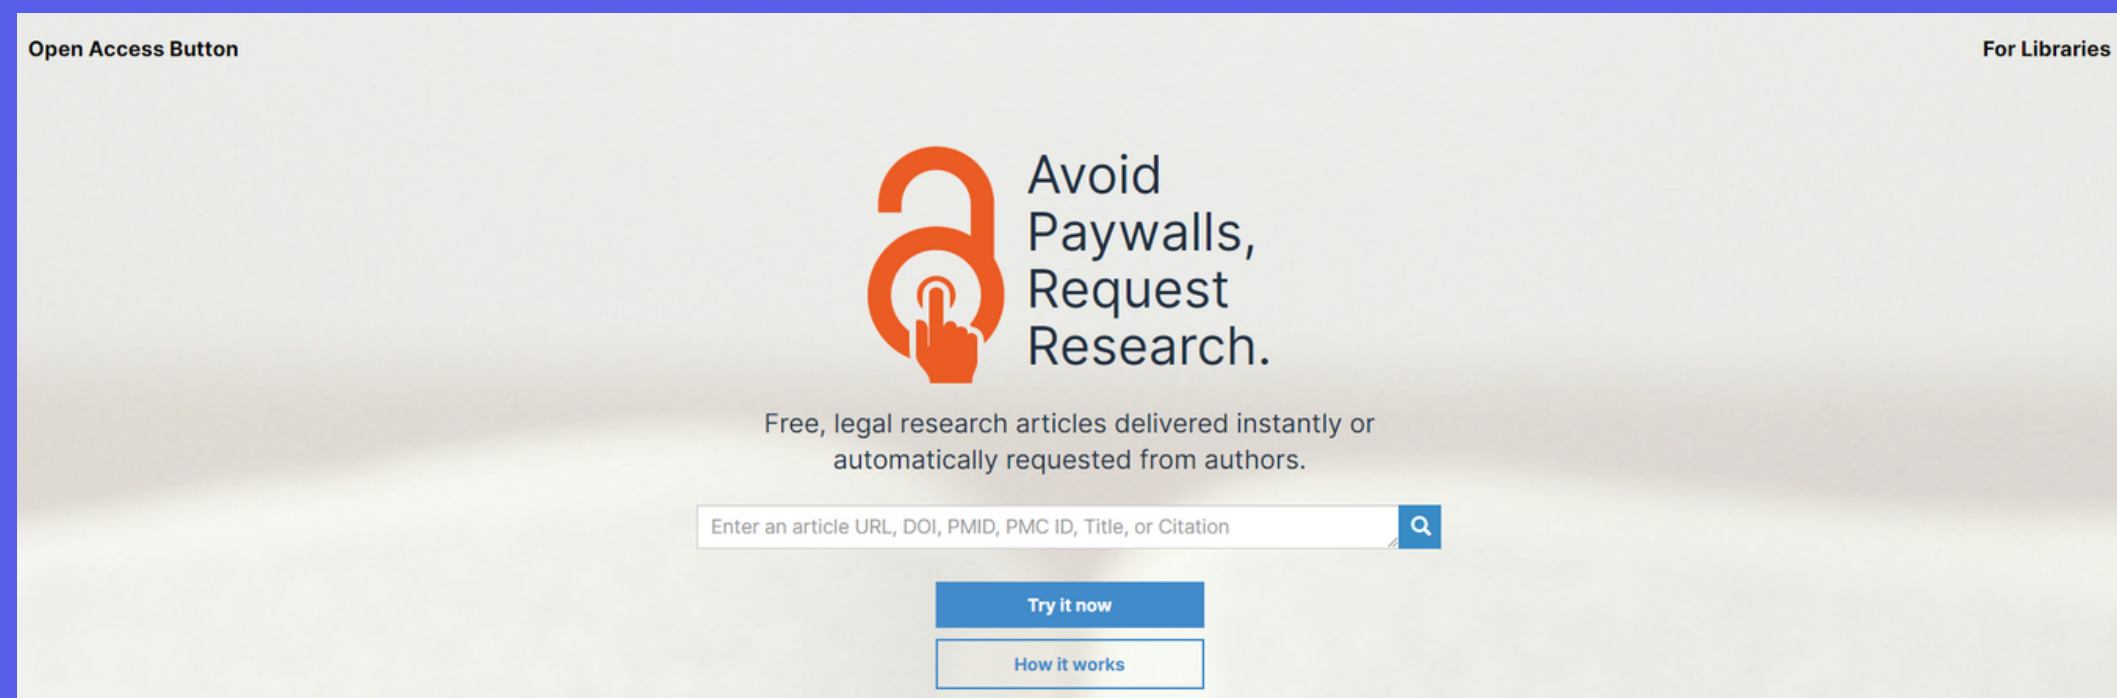 Open Access Button
For Libraries
Avoid
Paywalls,
Request
Research.
Free, legal research articles delivered instantly or
automatically requested from authors.
Enter an article URL, DOI, PMID, PMC ID, Title, or Citation
Try it now
How it works